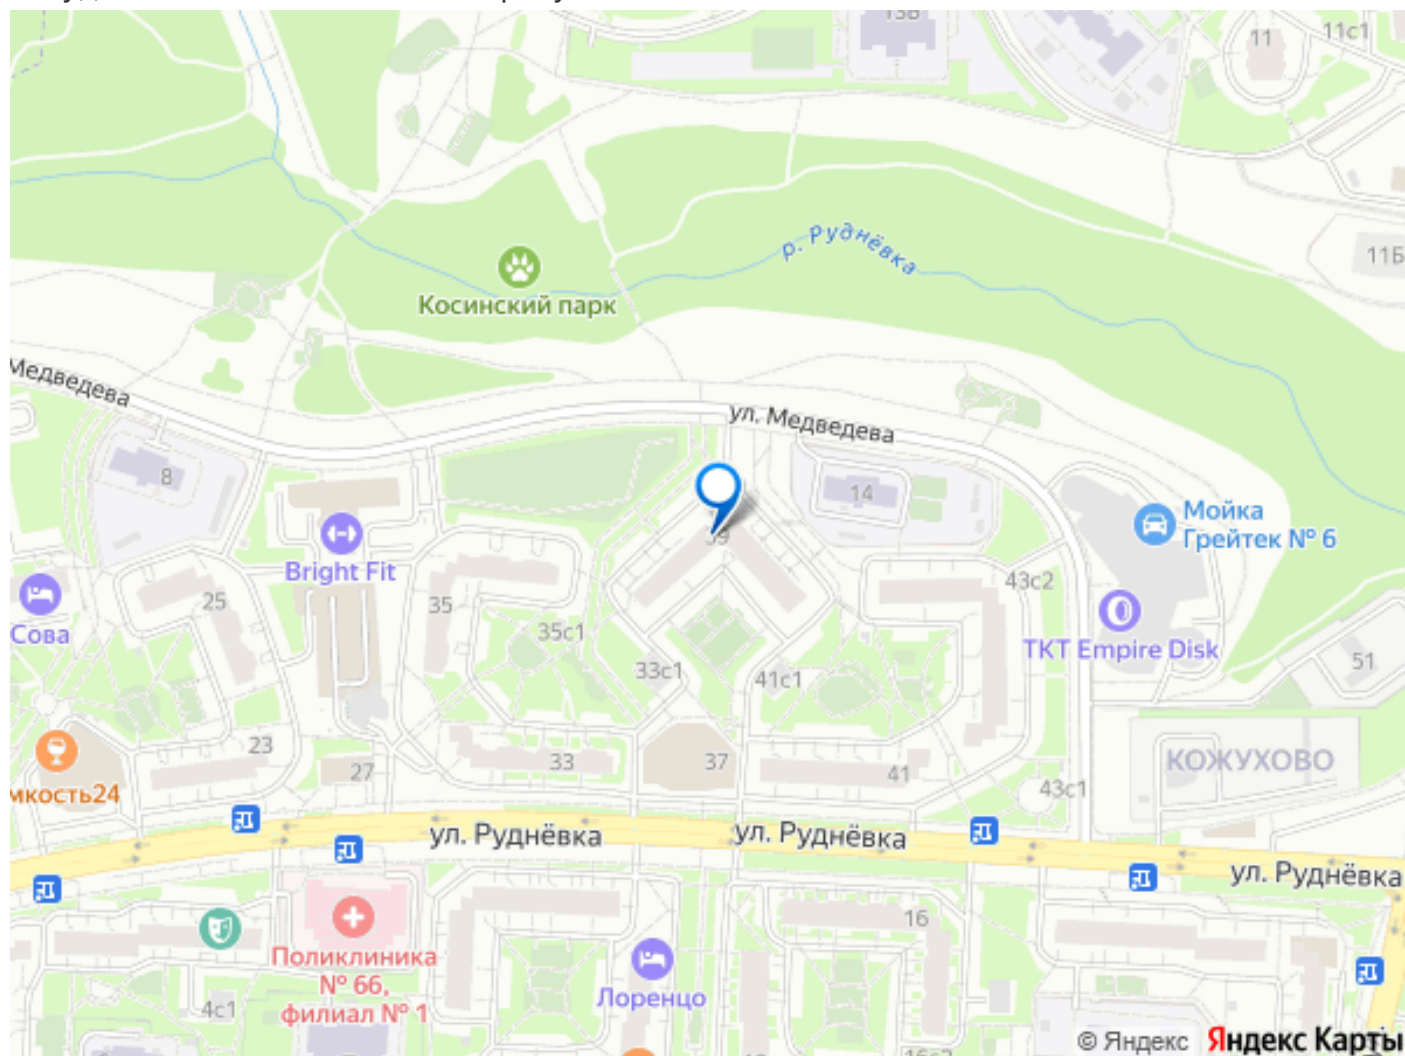 13В
11
11с1
р. Руднёвка
11Б
Косинский парк
Медведева
ул. Медведева
8
14
Мойка
Грейтек № 6
39
Bright Fit
43с2
25
35
Сова
35с1
ТКТ Empire Disk
33с1
41с1
51
23
27
33
37
41
КОЖУХОВО
мкость24
43с1
ул. Руднёвка
ул. Руднёвка
ул. Руднёвка
16
Поликлиника
№ 66,
филиал № 1
4с1
Лоренцо
© Яндекс Яндекс Карты